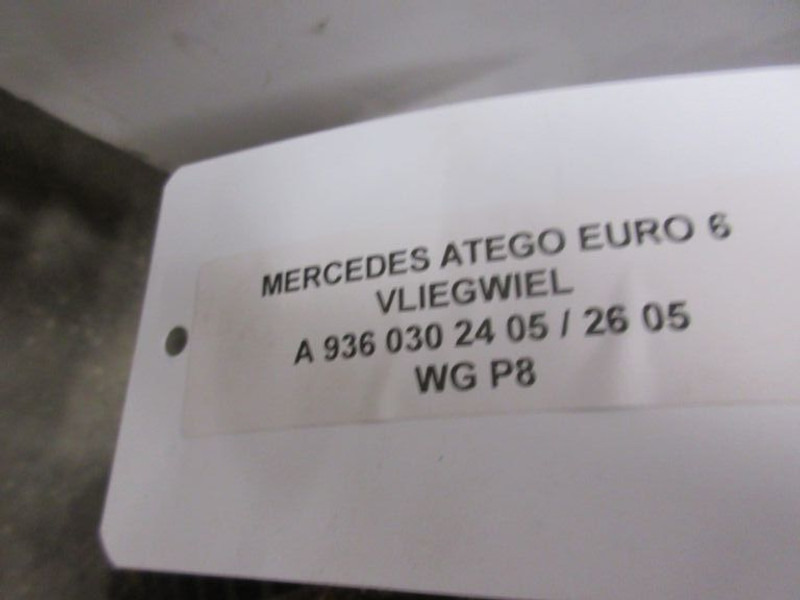 MERCEDES ATEGO EURO 6
VLIEGWIEL
A 936 030 24 05 / 26 05
WG P8